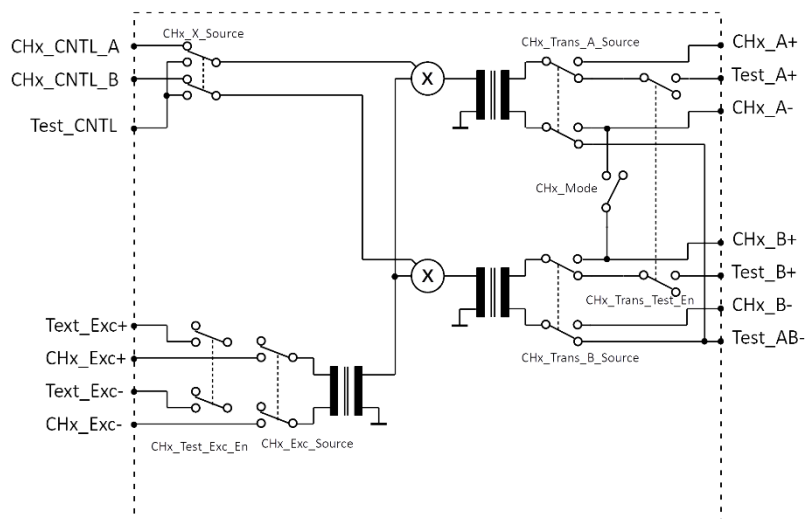 CHx_CNTL_A
CHx_X_Source
CHx_CNTL_B
Test_CNTL
X
CHx_Trans_A_Source
CHx_A+
Test_A+
CHx_A-
CHx_Mode
X
CHx_B+
Test_B+
CHx_Trans_Test_En
CHx_B-
CHx_Trans_B_Source
Test_AB-
Text_Exc+
CHx_Exc+
Text_Exc-
CHx_Exc-
CHx_Test_Exc_En
CHx_Exc_Source